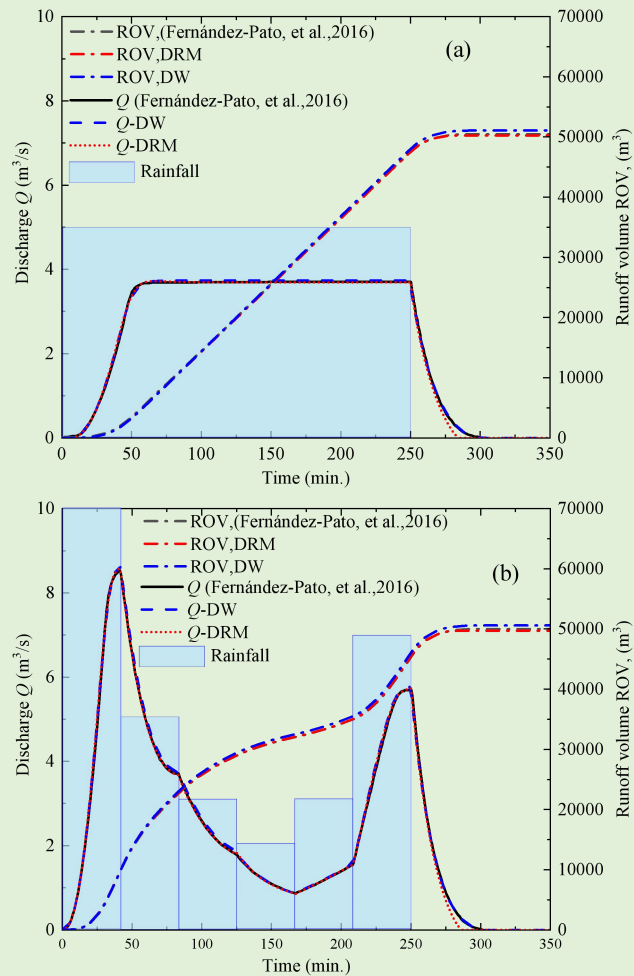 10
8
6
4
2
0
Discharge Q (m³/s)
ROV,(Fernández-Pato, et al.,2016)
ROV,DRM
ROV,DW
Q (Fernández-Pato, et al.,2016)
Q-DW
Q-DRM
Rainfall
(a)
70000
60000
50000
40000
30000
20000
10000
0
Runoff volume ROV, (m³)
0 50 100 150 200 250 300 350
Time (min.)
10
8
6
4
2
0
Discharge Q (m³/s)
ROV,(Fernández-Pato, et al.,2016)
ROV,DRM
ROV,DW
Q (Fernández-Pato, et al.,2016)
Q-DW
Q-DRM
Rainfall
(b)
70000
60000
50000
40000
30000
20000
10000
0
Runoff volume ROV, (m³)
0 50 100 150 200 250 300 350
Time (min.)